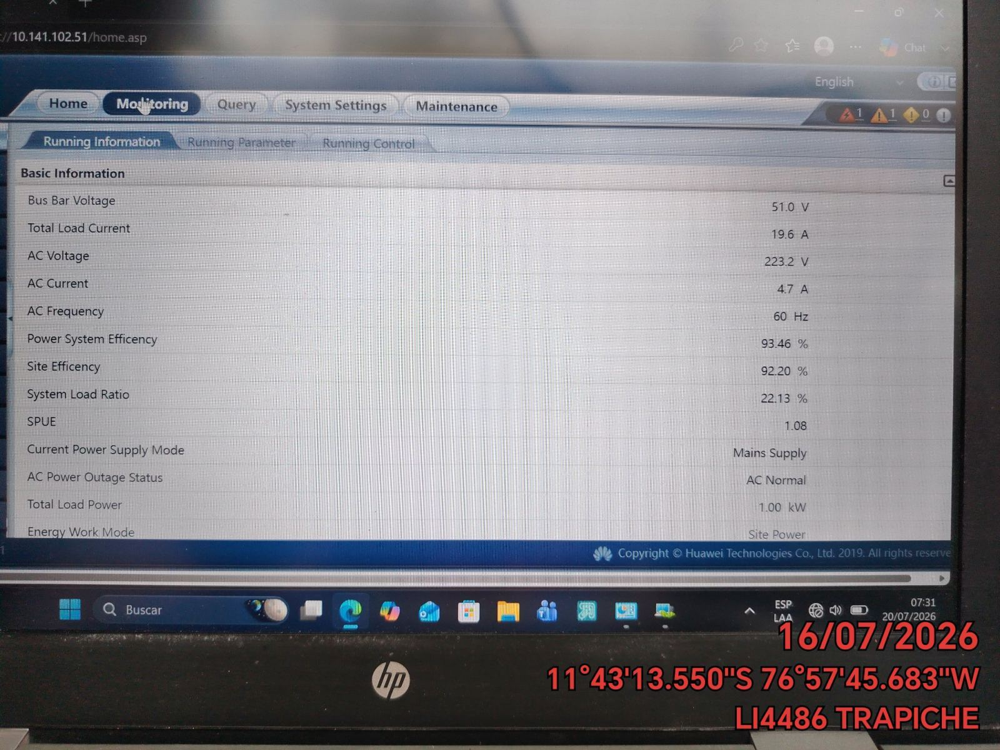 ://10.141.102.51/home.asp
Chat
English
Home Monitoring Query System Settings Maintenance
1 1 0
Running Information Running Parameter Running Control
Basic Information
Bus Bar Voltage 51.0 V
Total Load Current 19.6 A
AC Voltage 223.2 V
AC Current 4.7 A
AC Frequency 60 Hz
Power System Efficency 93.46 %
Site Efficency 92.20 %
System Load Ratio 22.13 %
SPUE 1.08
Current Power Supply Mode Mains Supply
AC Power Outage Status AC Normal
Total Load Power 1.00 kW
Energy Work Mode Site Power
Copyright © Huawei Technologies Co., Ltd. 2019. All rights reserve
Buscar
ESP
LAA
07:31
20/07/2026
hp
16/07/2026
11°43'13.550"S 76°57'45.683"W
LI4486 TRAPICHE